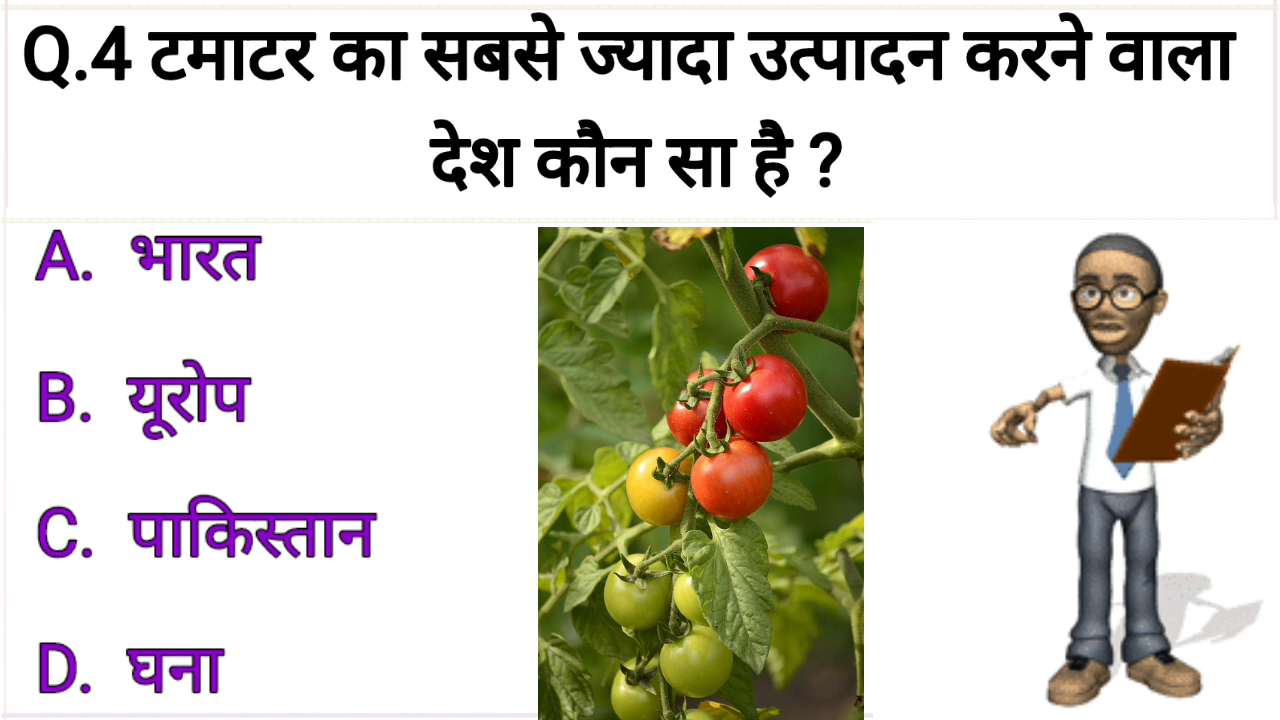 Q.4 टमाटर का सबसे ज्यादा उत्पादन करने वाला
देश कौन सा है ?
A. भारत
B. यूरोप
C. पाकिस्तान
D. घना